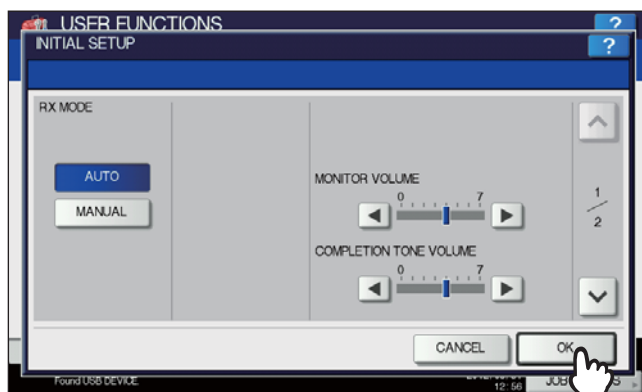 USER FUNCTIONS
?
INITIAL SETUP
?
RX MODE
AUTO
MANUAL
MONITOR VOLUME
0 7
COMPLETION TONE VOLUME
0 7
1
2
CANCEL
OK
Found USB DEVICE
12:56